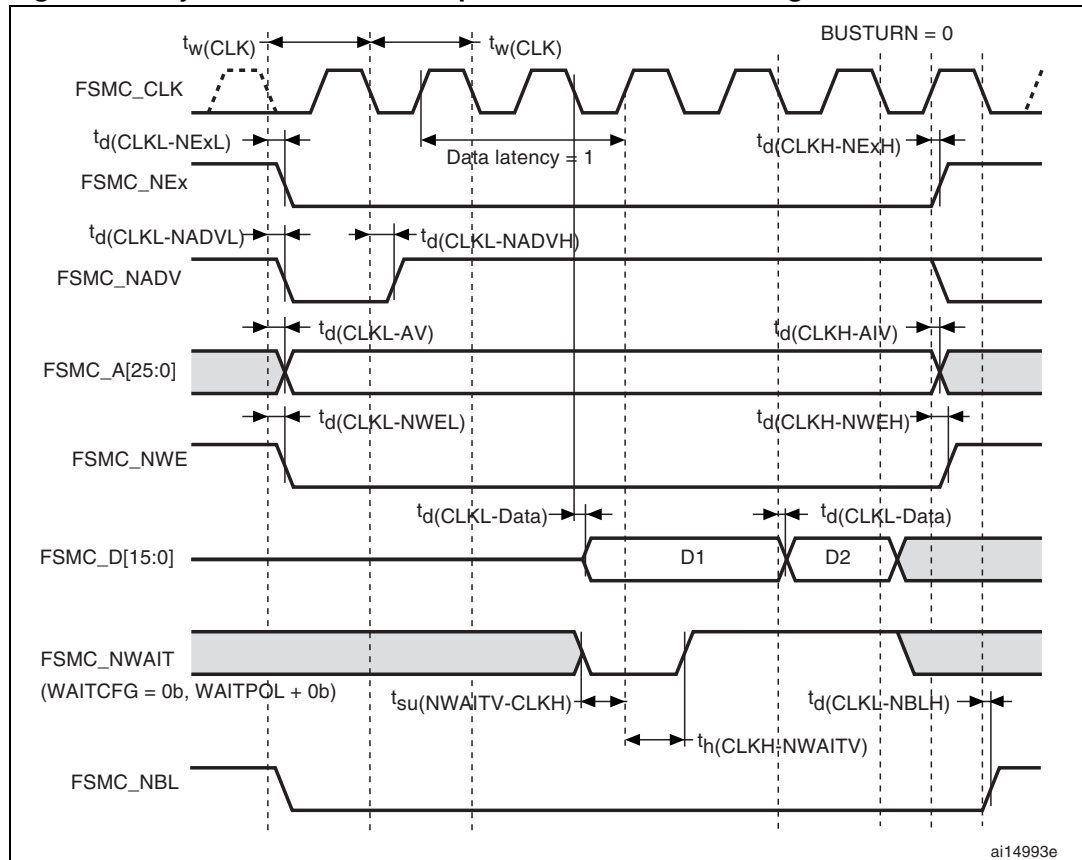 tw(CLK)
tw(CLK)
BUSTURN = 0
FSMC_CLK
td(CLKL-NExL)
Data latency = 1
td(CLKH-NExH)
FSMC_NEx
td(CLKL-NADVL)
td(CLKL-NADVH)
FSMC_NADV
td(CLKL-AV)
td(CLKH-AIV)
FSMC_A[25:0]
td(CLKL-NWEL)
td(CLKH-NWEH)
FSMC_NWE
td(CLKL-Data)
td(CLKL-Data)
FSMC_D[15:0]
D1
D2
FSMC_NWAIT
(WAITCFG = 0b, WAITPOL + 0b)
tsu(NWAITV-CLKH)
td(CLKL-NBLH)
th(CLKH-NWAITV)
FSMC_NBL
ai14993e